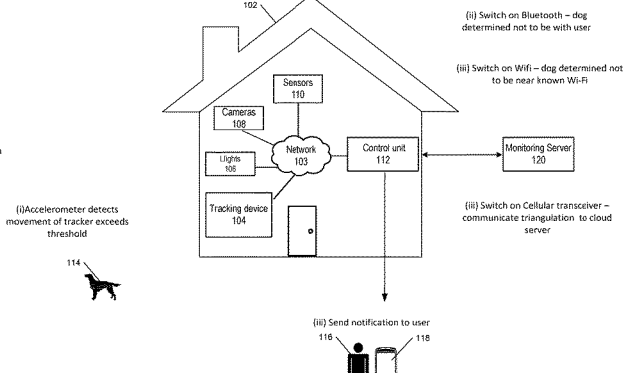 102
(ii) Switch on Bluetooth – dog
determined not to be with user
(iii) Switch on Wifi – dog determined not
to be near known Wi-Fi
Sensors
110
Cameras
108
Network
103
Control unit
112
Monitoring Server
120
Lights
106
Tracking device
104
(i)Accelerometer detects
movement of tracker exceeds
threshold
(iii) Switch on Cellular transceiver –
communicate triangulation to cloud
server
114
(iii) Send notification to user
116
118